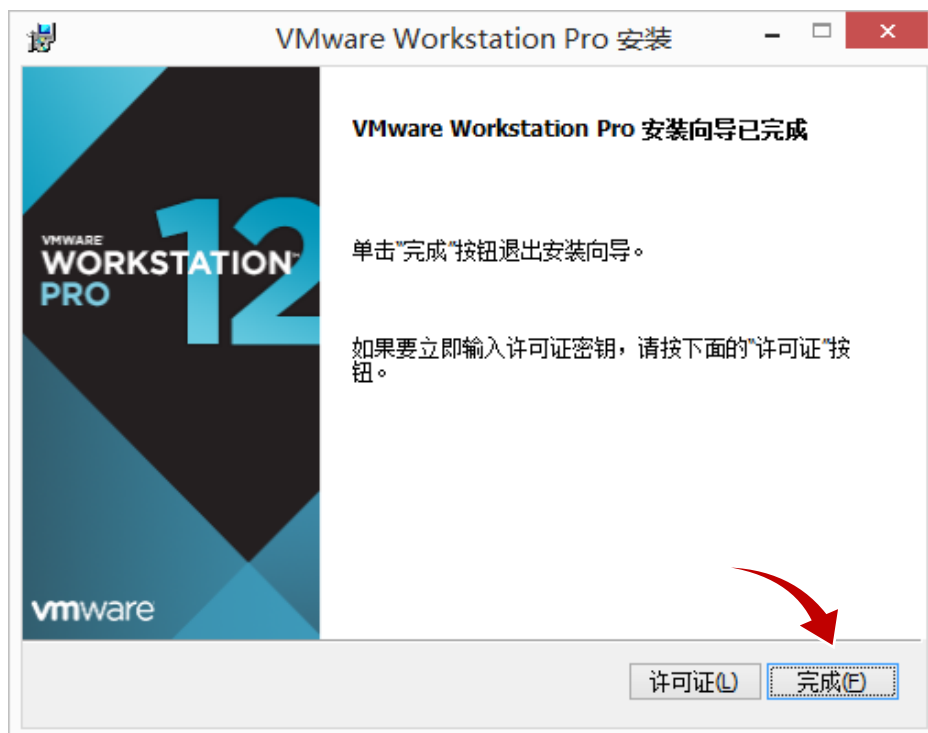 VMware Workstation Pro 安装
VMware Workstation Pro 安装向导已完成
单击"完成"按钮退出安装向导。
如果要立即输入许可证密钥，请按下面的"许可证"按
钮。
VMWARE
WORKSTATION™
PRO
12
vmware
许可证(L)
完成(F)